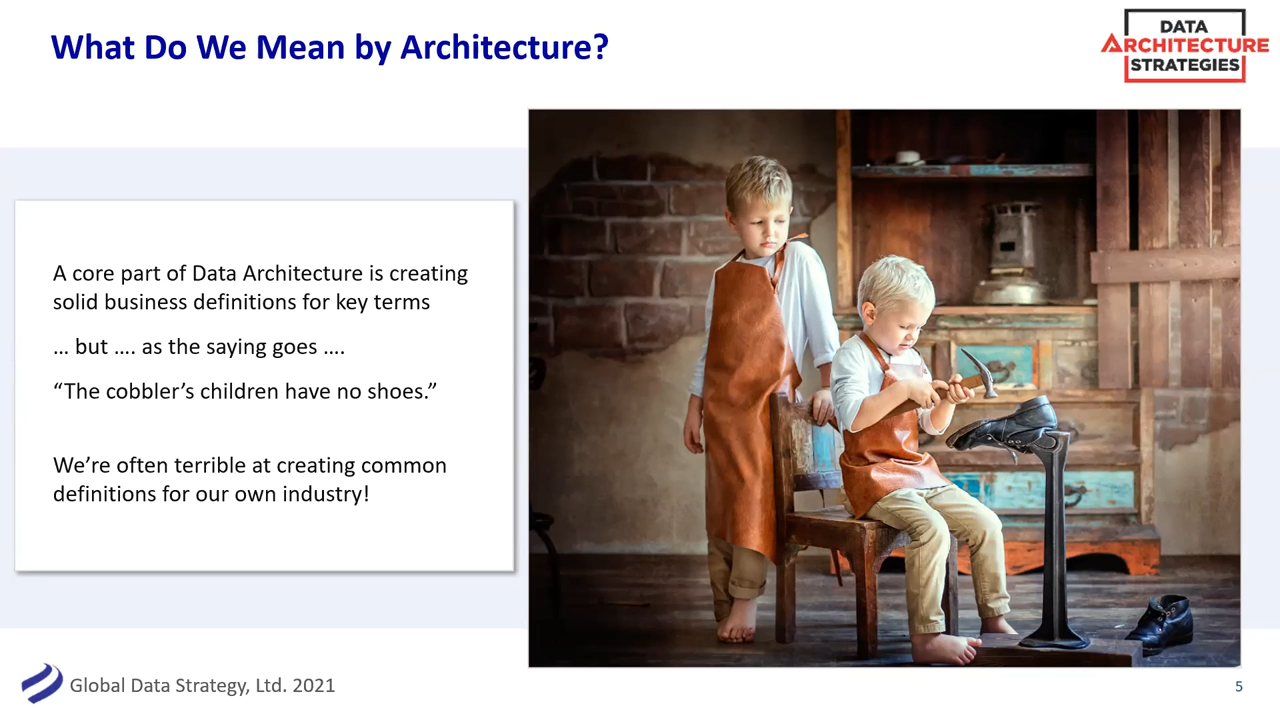 What Do We Mean by Architecture?
DATA
ARCHITECTURE
STRATEGIES
A core part of Data Architecture is creating
solid business definitions for key terms
… but …. as the saying goes ….
“The cobbler’s children have no shoes.”
We’re often terrible at creating common
definitions for our own industry!
Global Data Strategy, Ltd. 2021
5